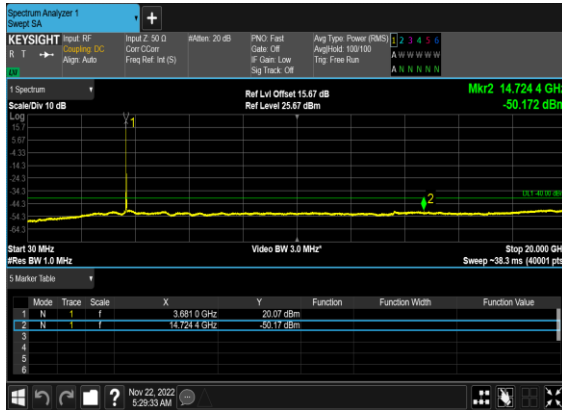 Spectrum Analyzer 1
Swept SA
+
KEYSIGHT Input: RF Input Z: 50 Ω #Atten: 20 dB PNO: Fast Avg Type: Power (RMS) 1 2 3 4 5 6
R T Coupling: DC Corr CCorr Gate: Off Avg|Hold: 100/100 A W W W W W
Align: Auto Freq Ref: Int (S) IF Gain: Low Trig: Free Run
LXI Sig Track: Off A N N N N N
1 Spectrum Ref Lvl Offset 15.67 dB Mkr2 14.724 4 GHz
Scale/Div 10 dB Ref Level 25.67 dBm -50.172 dBm
Log
15.7
5.67
-4.33
-14.3
-24.3
-34.3
-44.3
-54.3
-64.3
1
2
Start 30 MHz Video BW 3.0 MHz* Stop 20.000 GH
#Res BW 1.0 MHz Sweep ~38.3 ms (40001 pts
5 Marker Table
Mode Trace Scale X Y Function Function Width Function Value
1 N 1 f 3.681 0 GHz 20.07 dBm
2 N 1 f 14.724 4 GHz -50.17 dBm
3
4
5
6
? Nov 22, 2022
5:29:33 AM